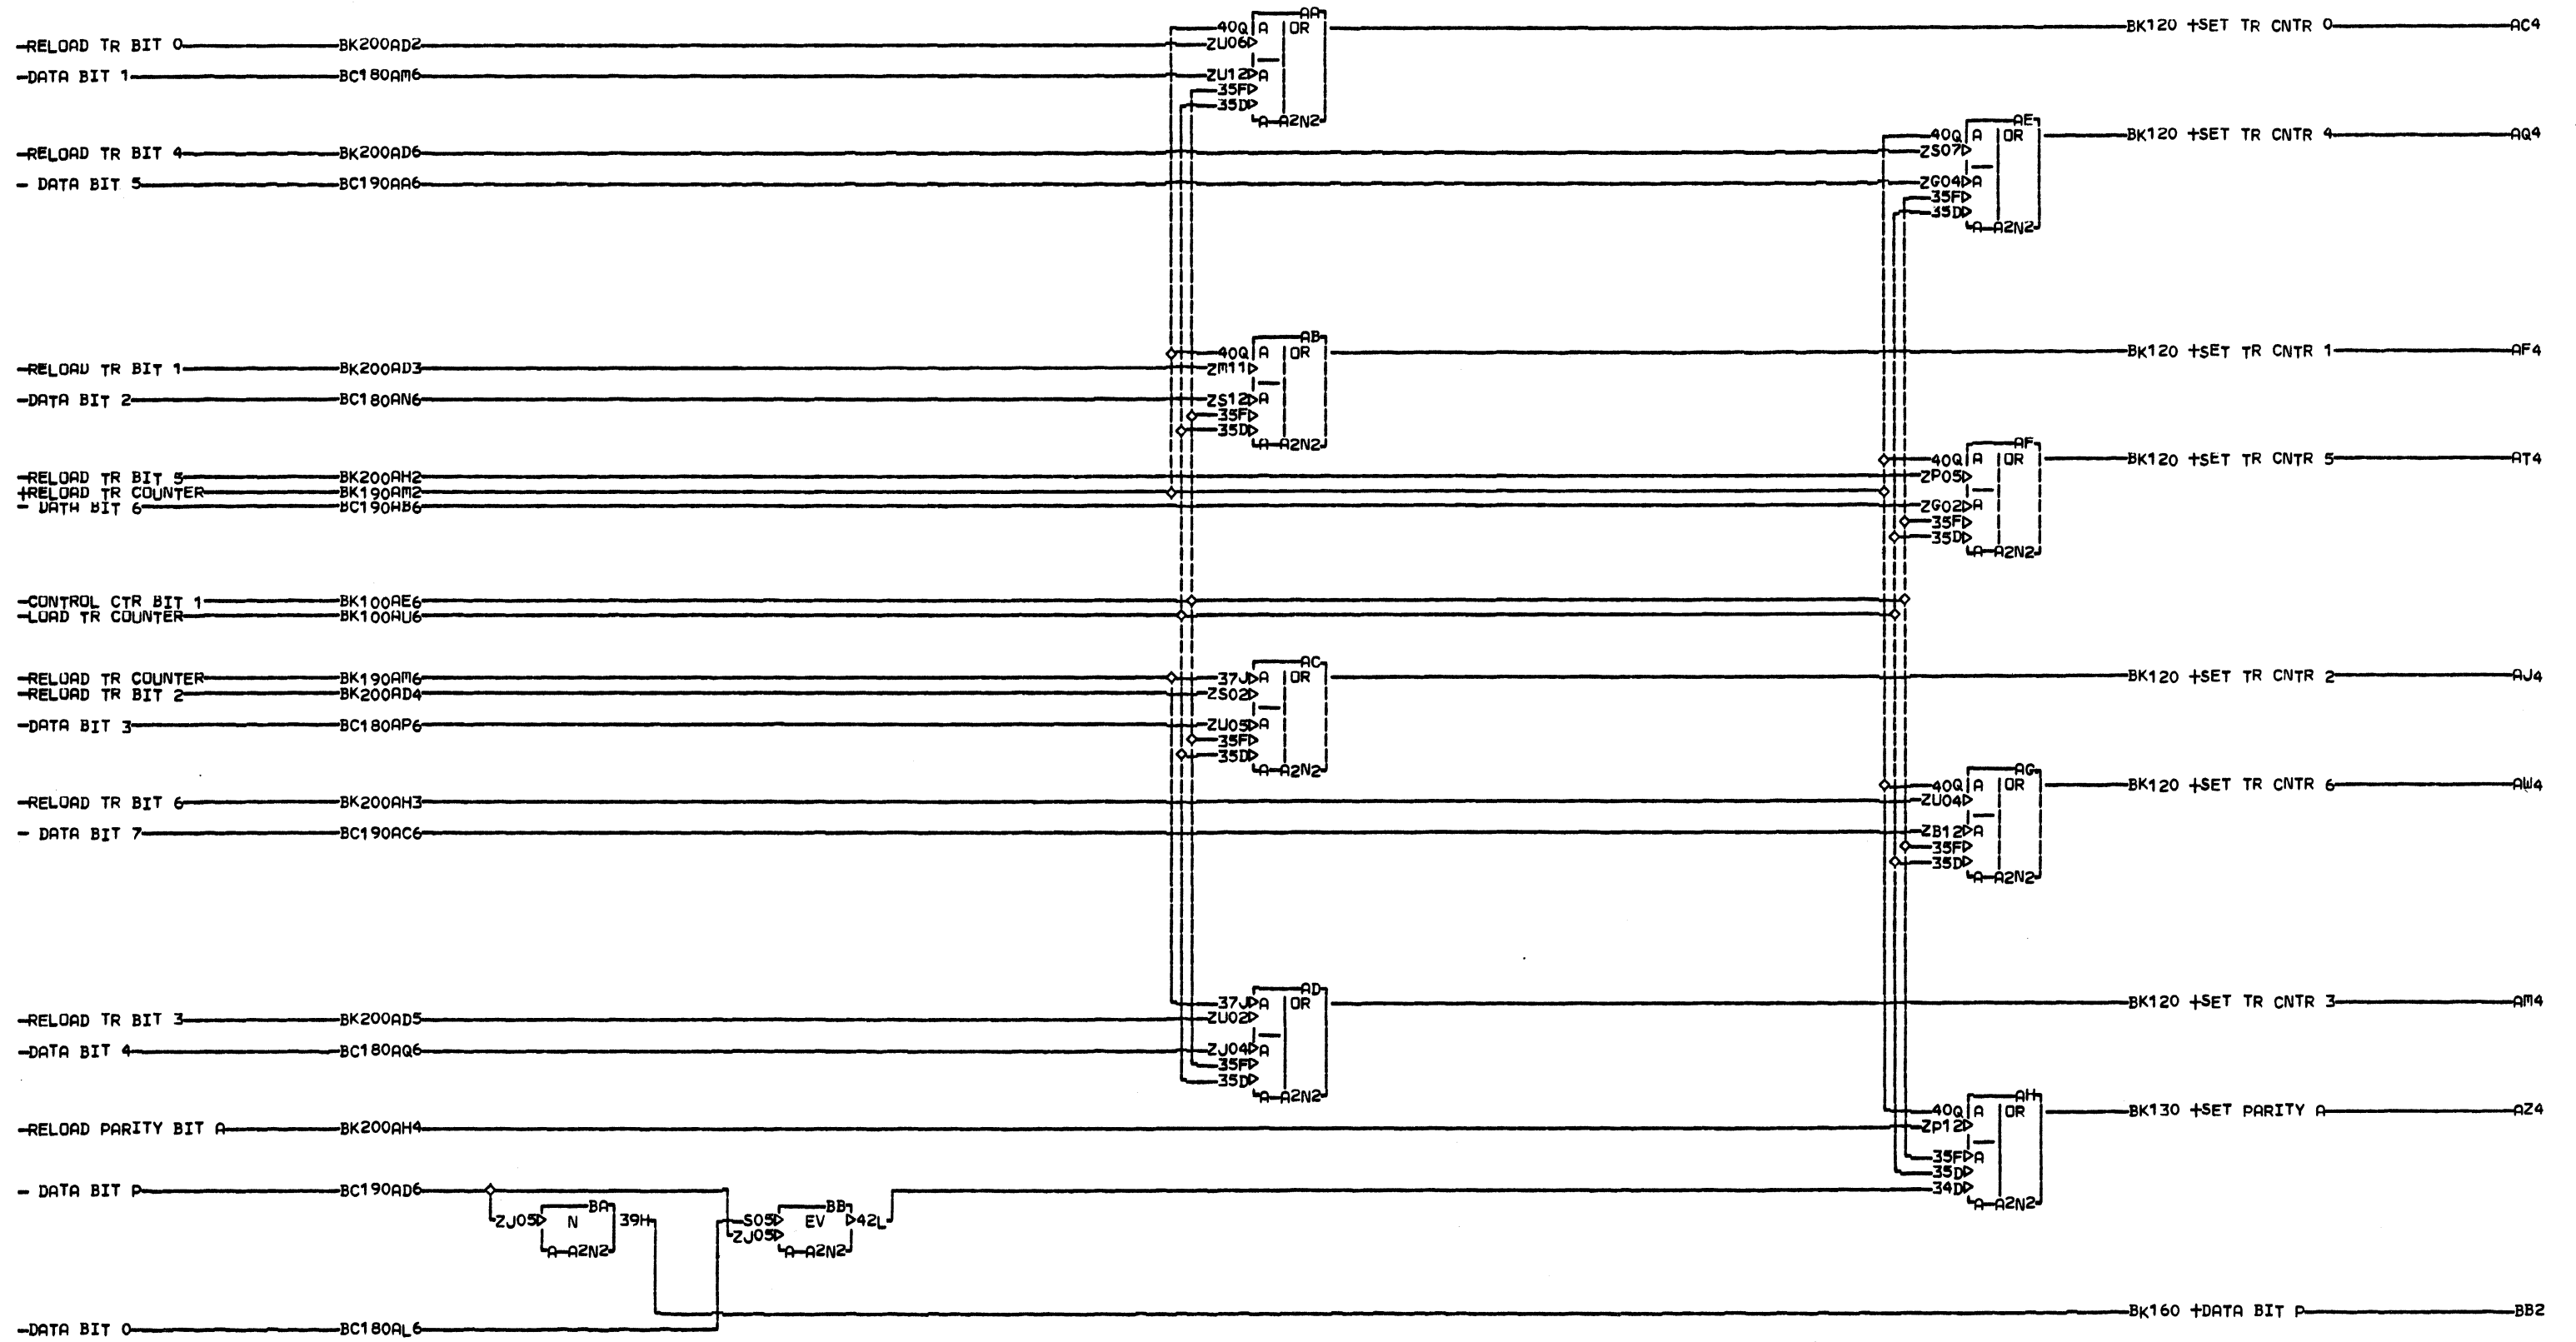 AA
40Q A OR BK120 +SET TR CNTR 0 AC4
-RELOAD TR BIT 0 BK200AD2 ZU06
-DATA BIT 1 BC180AM6 ZU12 A
35F
35D
A-A2N2
AE
40Q A OR BK120 +SET TR CNTR 4 AQ4
-RELOAD TR BIT 4 BK200AD6 ZS07
- DATA BIT 5 BC190AA6 ZG04 A
35F
35D
A-A2N2
AB
40Q A OR BK120 +SET TR CNTR 1 AF4
-RELOAD TR BIT 1 BK200AD3 ZM11
-DATA BIT 2 BC180AN6 ZS12 A
35F
35D
A-A2N2
AF
40Q A OR BK120 +SET TR CNTR 5 AT4
-RELOAD TR BIT 5 BK200AH2 ZP05
+RELOAD TR COUNTER BK190AM2
- DATA BIT 6 BC190AB6 ZG02 A
35F
35D
A-A2N2
-CONTROL CTR BIT 1 BK100AE6
-LOAD TR COUNTER BK100AU6
AC
-RELOAD TR COUNTER BK190AM6 37J A OR BK120 +SET TR CNTR 2 AJ4
-RELOAD TR BIT 2 BK200AD4 ZS02
-DATA BIT 3 BC180AP6 ZU05 A
35F
35D
A-A2N2
AG
40Q A OR BK120 +SET TR CNTR 6 AW4
-RELOAD TR BIT 6 BK200AH3 ZU04
- DATA BIT 7 BC190AC6 ZB12 A
35F
35D
A-A2N2
AD
37J A OR BK120 +SET TR CNTR 3 AM4
-RELOAD TR BIT 3 BK200AD5 ZU02
-DATA BIT 4 BC180AQ6 ZJ04 A
35F
35D
A-A2N2
AH
40Q A OR BK130 +SET PARITY A AZ4
-RELOAD PARITY BIT A BK200AH4 ZP12
35F A
35D
- DATA BIT P BC190AD6 34D
A-A2N2
BA BB
ZJ05 N 39H S05 EV 42L
ZJ05
A-A2N2 A-A2N2
BK160 +DATA BIT P BB2
-DATA BIT 0 BC180AL6